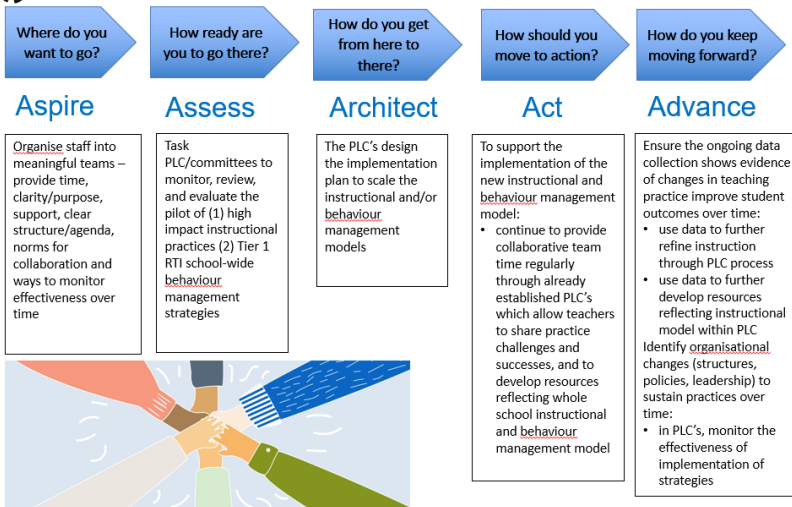 Where do you
want to go?
How ready are
you to go there?
How do you get
from here to
there?
How should you
move to action?
How do you keep
moving forward?
Aspire
Assess
Architect
Act
Advance
Organise staff into
meaningful teams –
provide time,
clarity/purpose,
support, clear
structure/agenda,
norms for
collaboration and
ways to monitor
effectiveness over
time
Task
PLC/committees to
monitor, review,
and evaluate the
pilot of (1) high
impact instructional
practices (2) Tier 1
RTI school-wide
behaviour
management
strategies
The PLC's design
the implementation
plan to scale the
instructional and/or
behaviour
management
models
To support the
implementation of the
new instructional and
behaviour management
model:
• continue to provide
collaborative team
time regularly
through already
established PLC's
which allow teachers
to share practice
challenges and
successes, and to
develop resources
reflecting whole
school instructional
and behaviour
management model
Ensure the ongoing data
collection shows evidence
of changes in teaching
practice improve student
outcomes over time:
• use data to further
refine instruction
through PLC process
• use data to further
develop resources
reflecting instructional
model within PLC
Identify organisational
changes (structures,
policies, leadership) to
sustain practices over
time:
• in PLC's, monitor the
effectiveness of
implementation of
strategies